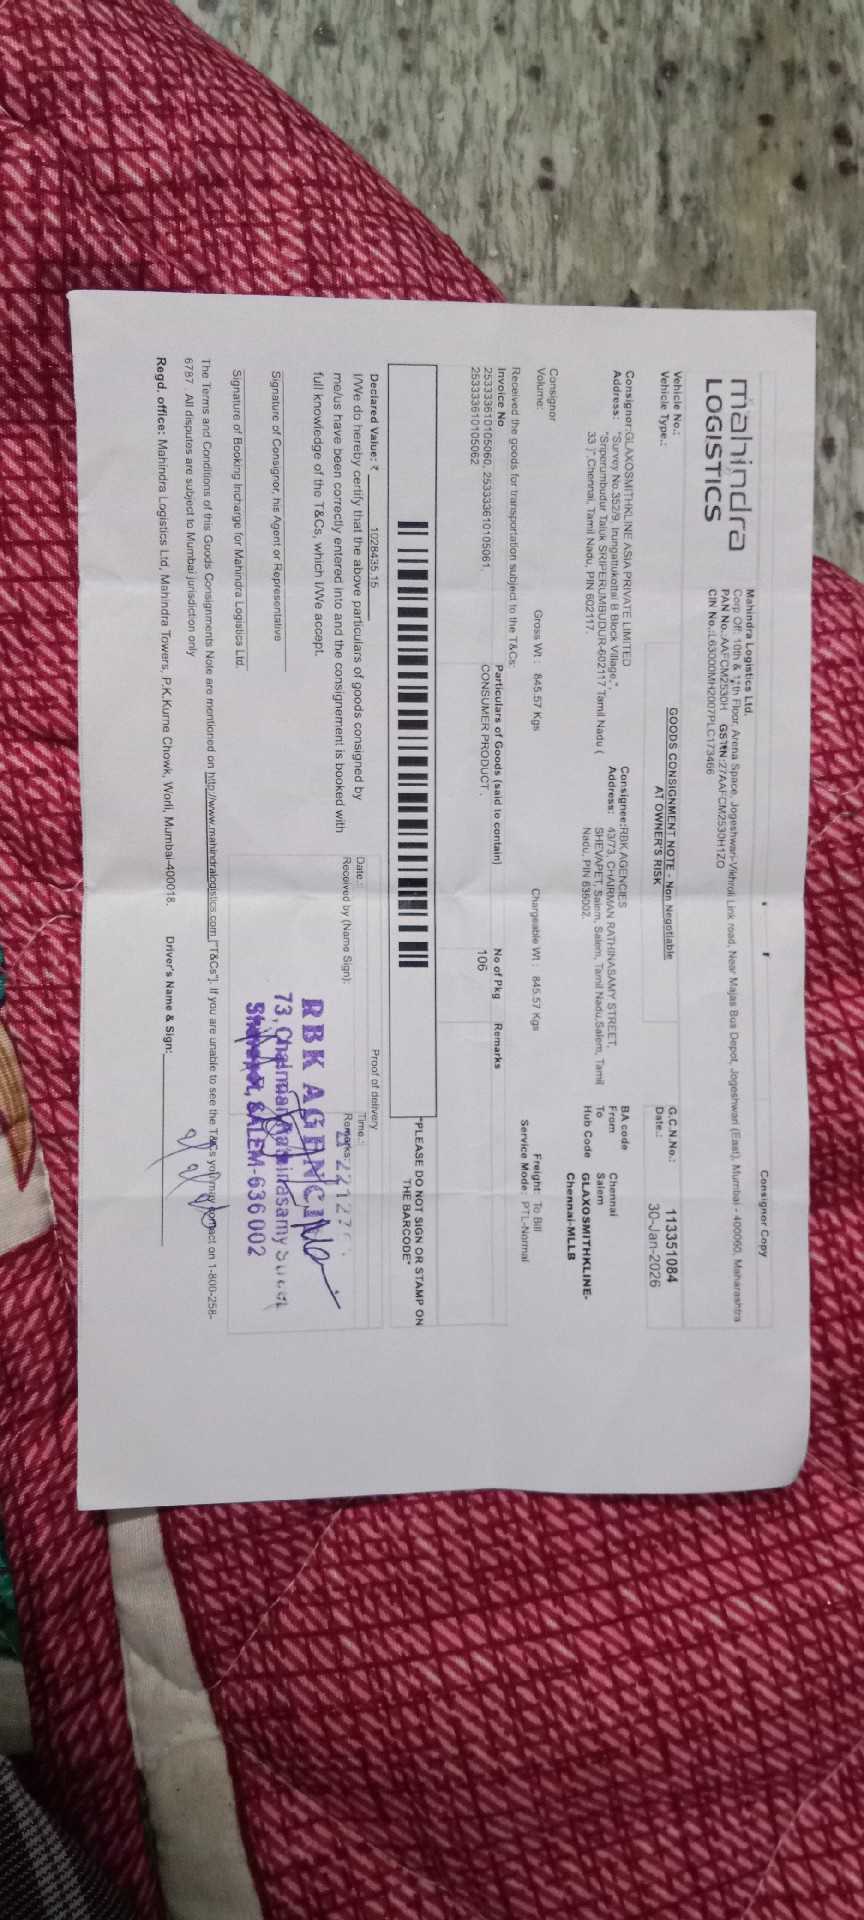 Consignor Copy
mahindra
LOGISTICS
Mahindra Logistics Ltd.
Corp Off: 10th & 11th Floor, Arena Space, Jogeshwari-Vikhroli Link road, Near Majas Bus Depot, Jogeshwari (East), Mumbai - 400060, Maharashtra
PAN No.:AAFCM2530H GSTIN:27AAFCM2530H1ZO
CIN No.:L63000MH2007PLC173466
Vehicle No.:
Vehicle Type.:
GOODS CONSIGNMENT NOTE - Non Negotiable
AT OWNER'S RISK
G.C.N.No.: 113351084
Date.: 30-Jan-2026
Consignor:GLAXOSMITHKLINE ASIA PRIVATE LIMITED
Address: "Survey No.352/9, Irungattukottai B Block Village,",
"Sriperumbudur Taluk SRIPERUMBUDUR-602117 Tamil Nadu (
33 )",Chennai, Tamil Nadu, PIN 602117.
Consignee:RBK AGENCIES
Address: 43/73, CHAIRMAN RATHINASAMY STREET,
SHEVAPET, Salem, Salem, Tamil Nadu,Salem, Tamil
Nadu, PIN 636002.
BA code
From Chennai
To Salem
Hub Code GLAXOSMITHKLINE-
Chennai-MLLB
Consignor
Volume:
Gross Wt : 845.57 Kgs
Chargeable Wt : 845.57 Kgs
Freight: To Bill
Service Mode: PTL-Normal
Received the goods for transportation subject to the T&Cs:
Invoice No
Particulars of Goods (said to contain)
No of Pkg
Remarks
253333610105060, 253333610105061,
253333610105062
CONSUMER PRODUCT .
106
"PLEASE DO NOT SIGN OR STAMP ON
THE BARCODE"
Declared Value: ₹ 1028435.15
I/We do hereby certify that the above particulars of goods consigned by
me/us have been correctly entered into and the consignement is booked with
full knowledge of the T&Cs, which I/We accept.
Proof of delivery
Date.:
Time.:
Received by (Name Sign):
Remarks:
RBK AGENCIES
73, Chairman Rathinasamy Street
Shevapet, SALEM-636 002
Signature of Consignor, his Agent or Representative
Signature of Booking Incharge for Mahindra Logistics Ltd.
The Terms and Conditions of this Goods Consignments Note are mentioned on http://www.mahindralogistics.com ["T&Cs"]. If you are unable to see the T&Cs you may contact on 1-800-258-
6787 . All disputes are subject to Mumbai jurisdiction only
Regd. office: Mahindra Logistics Ltd, Mahindra Towers, P.K.Kurne Chowk, Worli, Mumbai-400018.
Driver's Name & Sign: